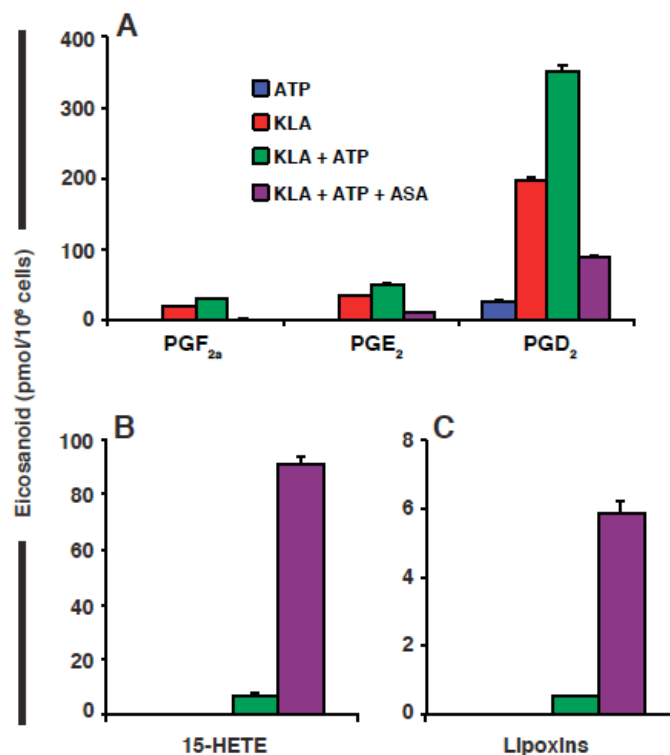 A
400
300
200
100
0
ATP
KLA
KLA + ATP
KLA + ATP + ASA
PGF2a
PGE2
PGD2
Eicosanoid (pmol/10⁶ cells)
B
100
80
60
40
20
0
15-HETE
C
8
6
4
2
0
Lipoxins